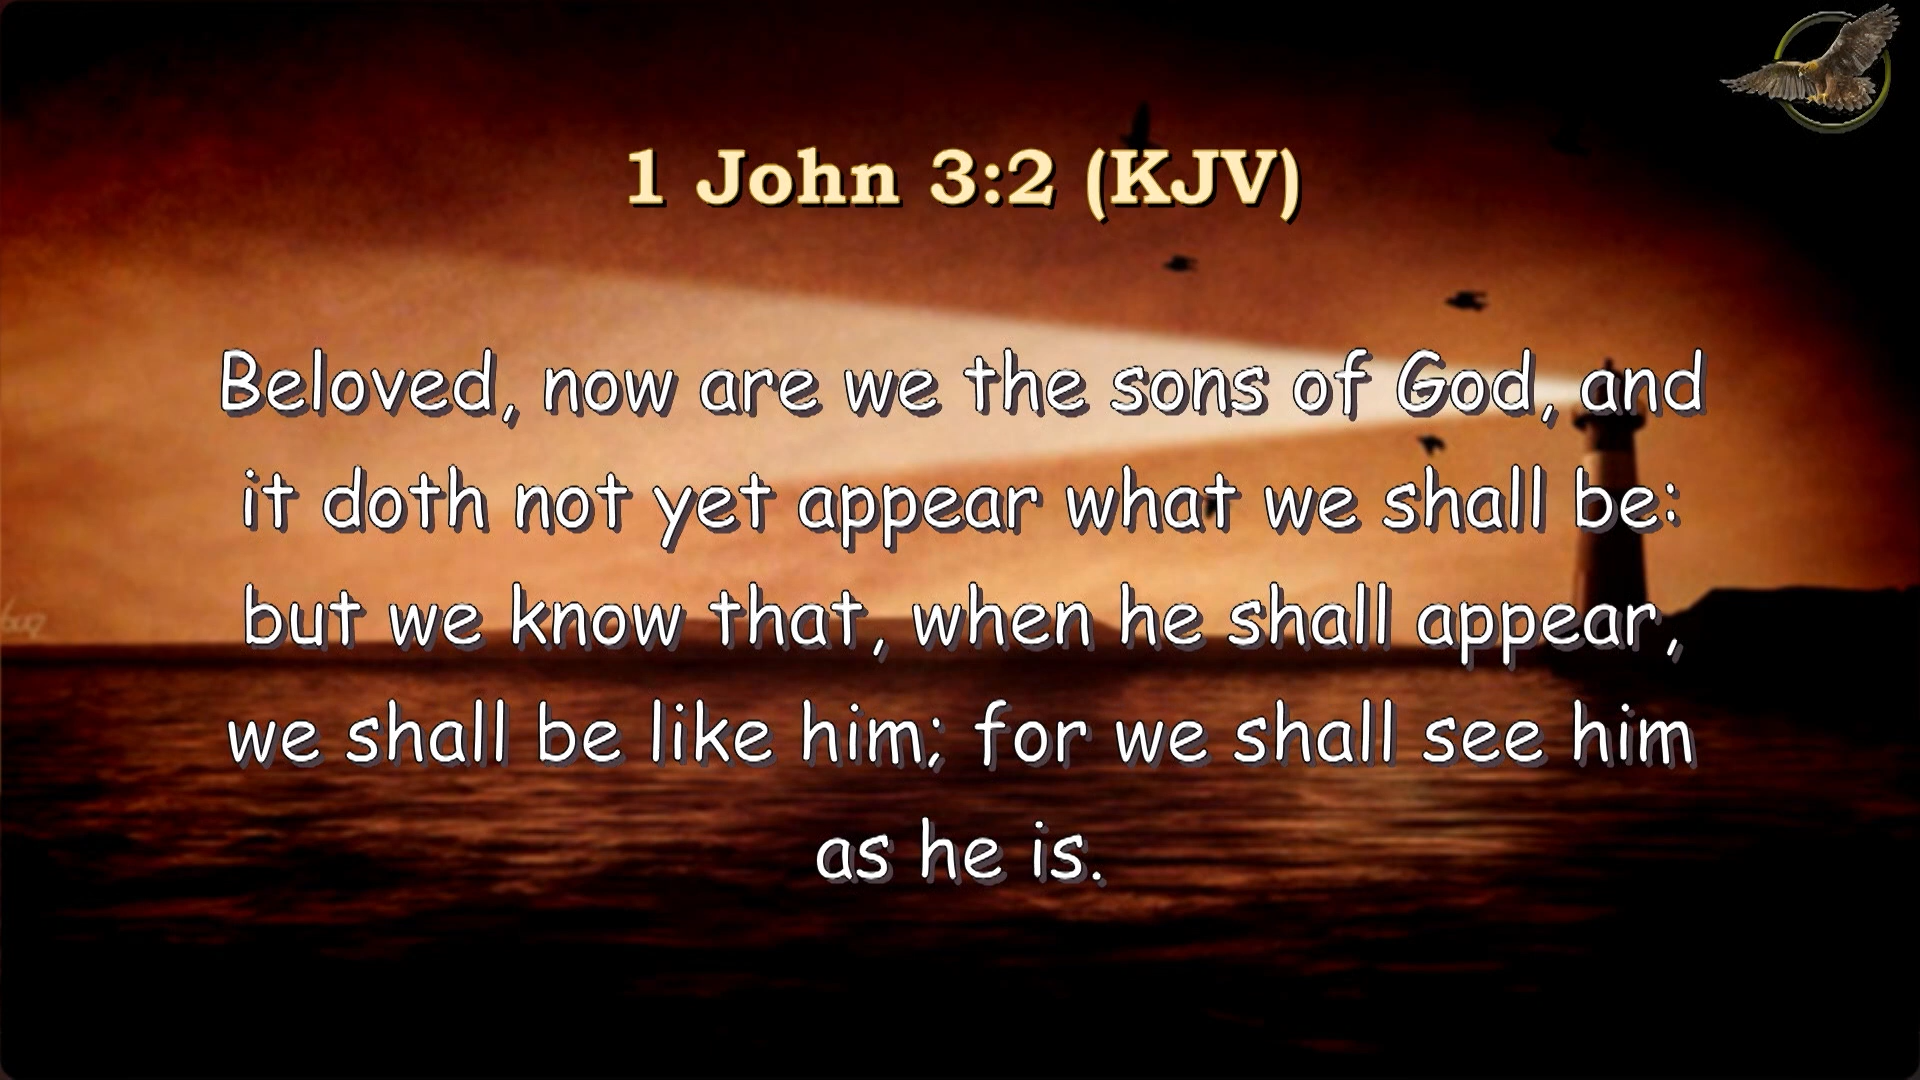 1 John 3:2 (KJV)
Beloved, now are we the sons of God, and
it doth not yet appear what we shall be:
but we know that, when he shall appear,
we shall be like him; for we shall see him
as he is.